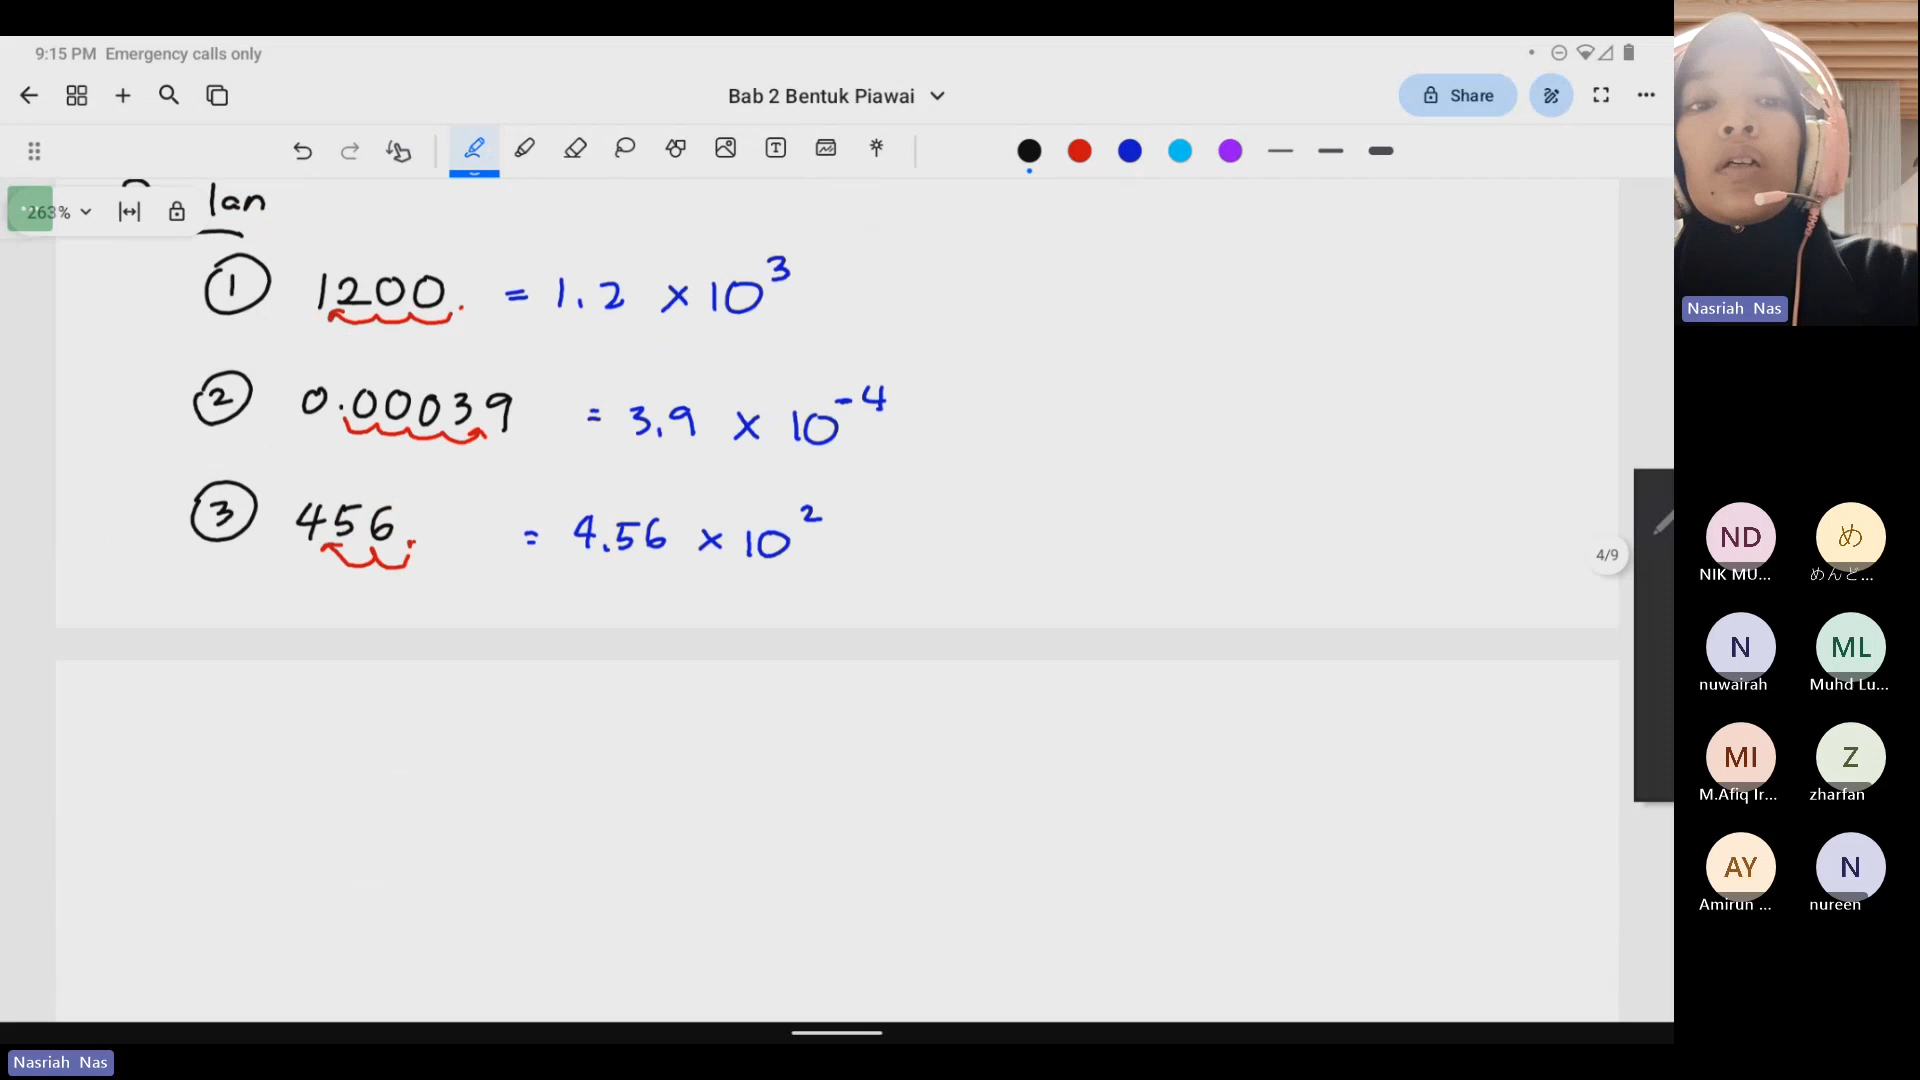 9:15 PM Emergency calls only
Bab 2 Bentuk Piawai
Share
263%
lan
① 1200. = 1.2 × 10³
② 0.00039 = 3.9 × 10⁻⁴
③ 456. = 4.56 × 10²
4/9
Nasriah Nas
ND
NIK MU...
め
めんど...
N
nuwairah
ML
Muhd Lu...
MI
M.Afiq Ir...
Z
zharfan
AY
Amirun ...
N
nureen
Nasriah Nas